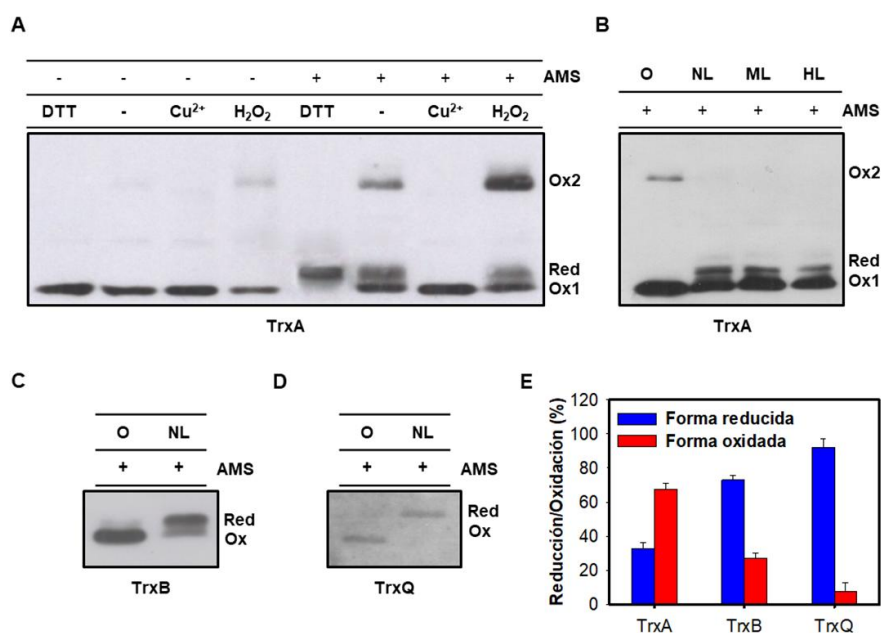 A
- - - - + + + + AMS
DTT - Cu²⁺ H₂O₂ DTT - Cu²⁺ H₂O₂
Ox2
Red
Ox1
TrxA
B
O NL ML HL
+ + + + AMS
Ox2
Red
Ox1
TrxA
C
O NL
+ + AMS
Red
Ox
TrxB
D
O NL
+ + AMS
Red
Ox
TrxQ
E
Reducción/Oxidación (%)
120
100
80
60
40
20
0
Forma reducida
Forma oxidada
TrxA TrxB TrxQ